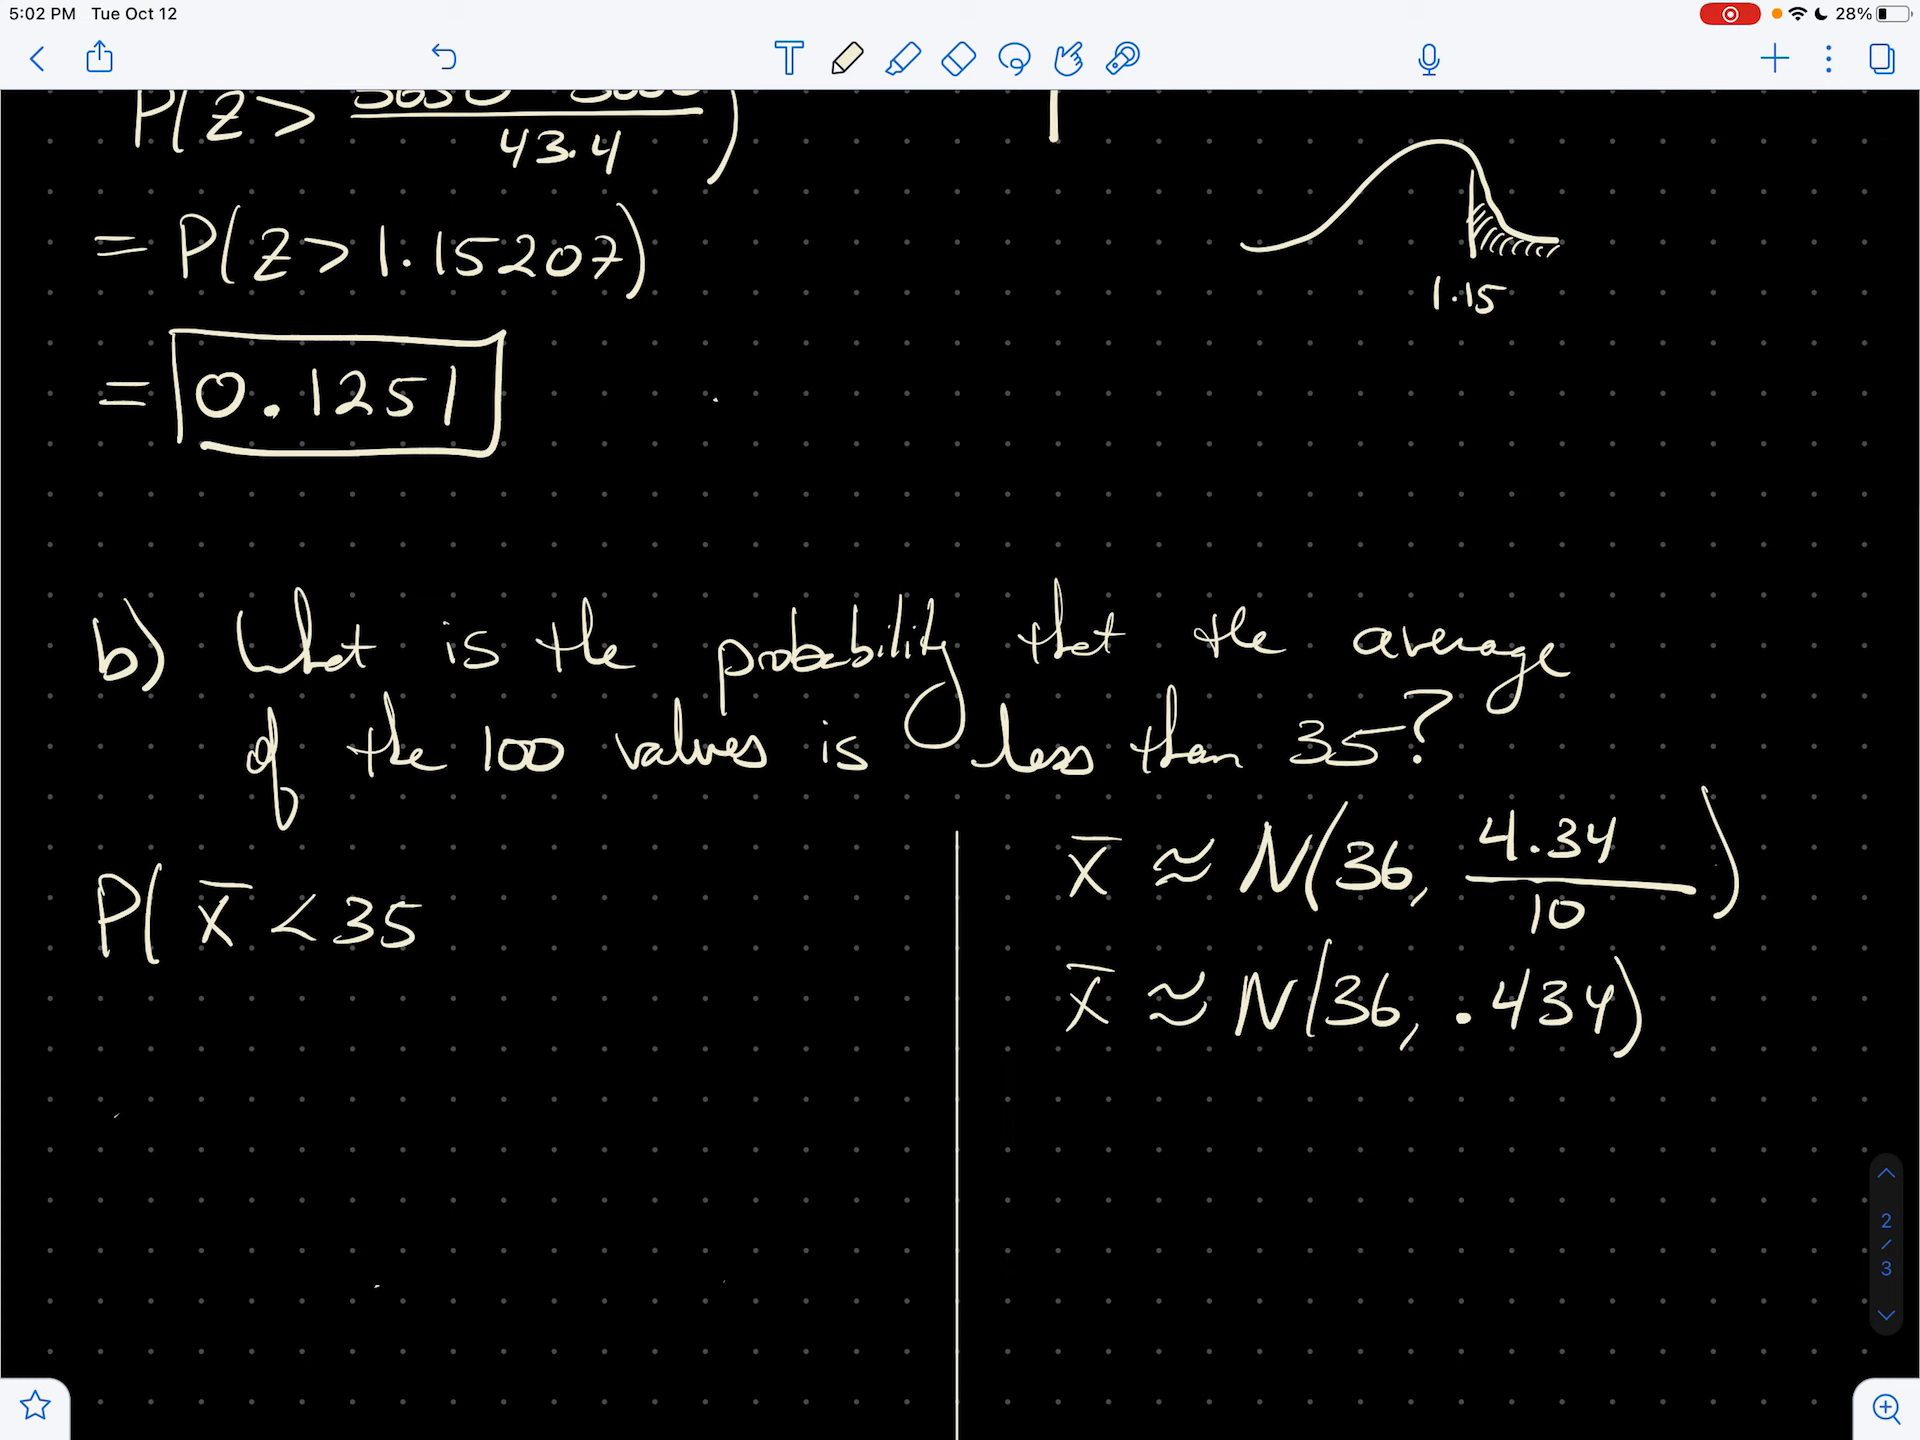 5:02 PM Tue Oct 12
28%
T
P(Z >
43.4 )
= P(Z > 1.15207)
1.15
= 0.1251
b) What is the probability that the average
of the 100 values is less than 35?
P( x̄ < 35
x̄ ≈ N(36, 4.34 / 10 )
x̄ ≈ N(36, .434)
2 / 3